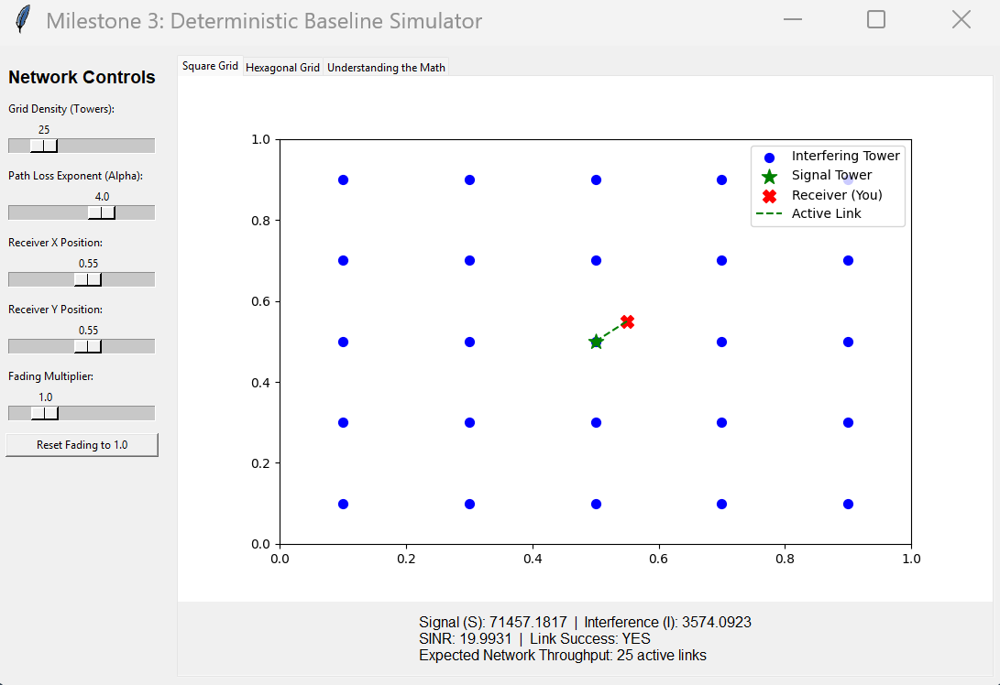 Milestone 3: Deterministic Baseline Simulator
Network Controls
Grid Density (Towers):
25
Path Loss Exponent (Alpha):
4.0
Receiver X Position:
0.55
Receiver Y Position:
0.55
Fading Multiplier:
1.0
Reset Fading to 1.0
Square Grid
Hexagonal Grid
Understanding the Math
Interfering Tower
Signal Tower
Receiver (You)
Active Link
1.0
0.8
0.6
0.4
0.2
0.0
0.0 0.2 0.4 0.6 0.8 1.0
Signal (S): 71457.1817 | Interference (I): 3574.0923
SINR: 19.9931 | Link Success: YES
Expected Network Throughput: 25 active links